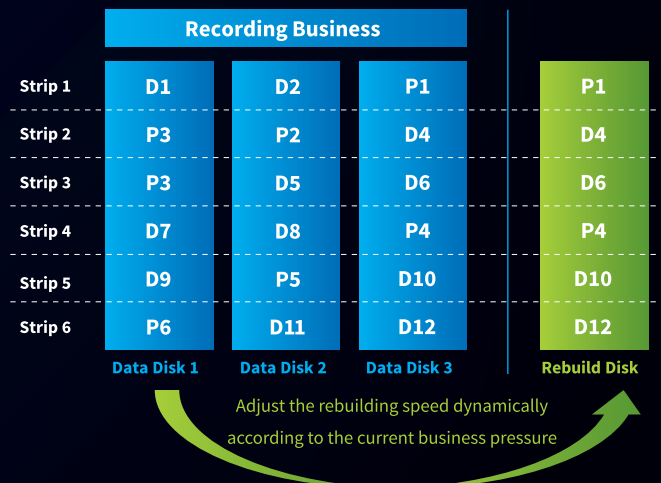 Recording Business
Strip 1 D1 D2 P1 P1
Strip 2 P3 P2 D4 D4
Strip 3 P3 D5 D6 D6
Strip 4 D7 D8 P4 P4
Strip 5 D9 P5 D10 D10
Strip 6 P6 D11 D12 D12
Data Disk 1 Data Disk 2 Data Disk 3 Rebuild Disk
Adjust the rebuilding speed dynamically
according to the current business pressure